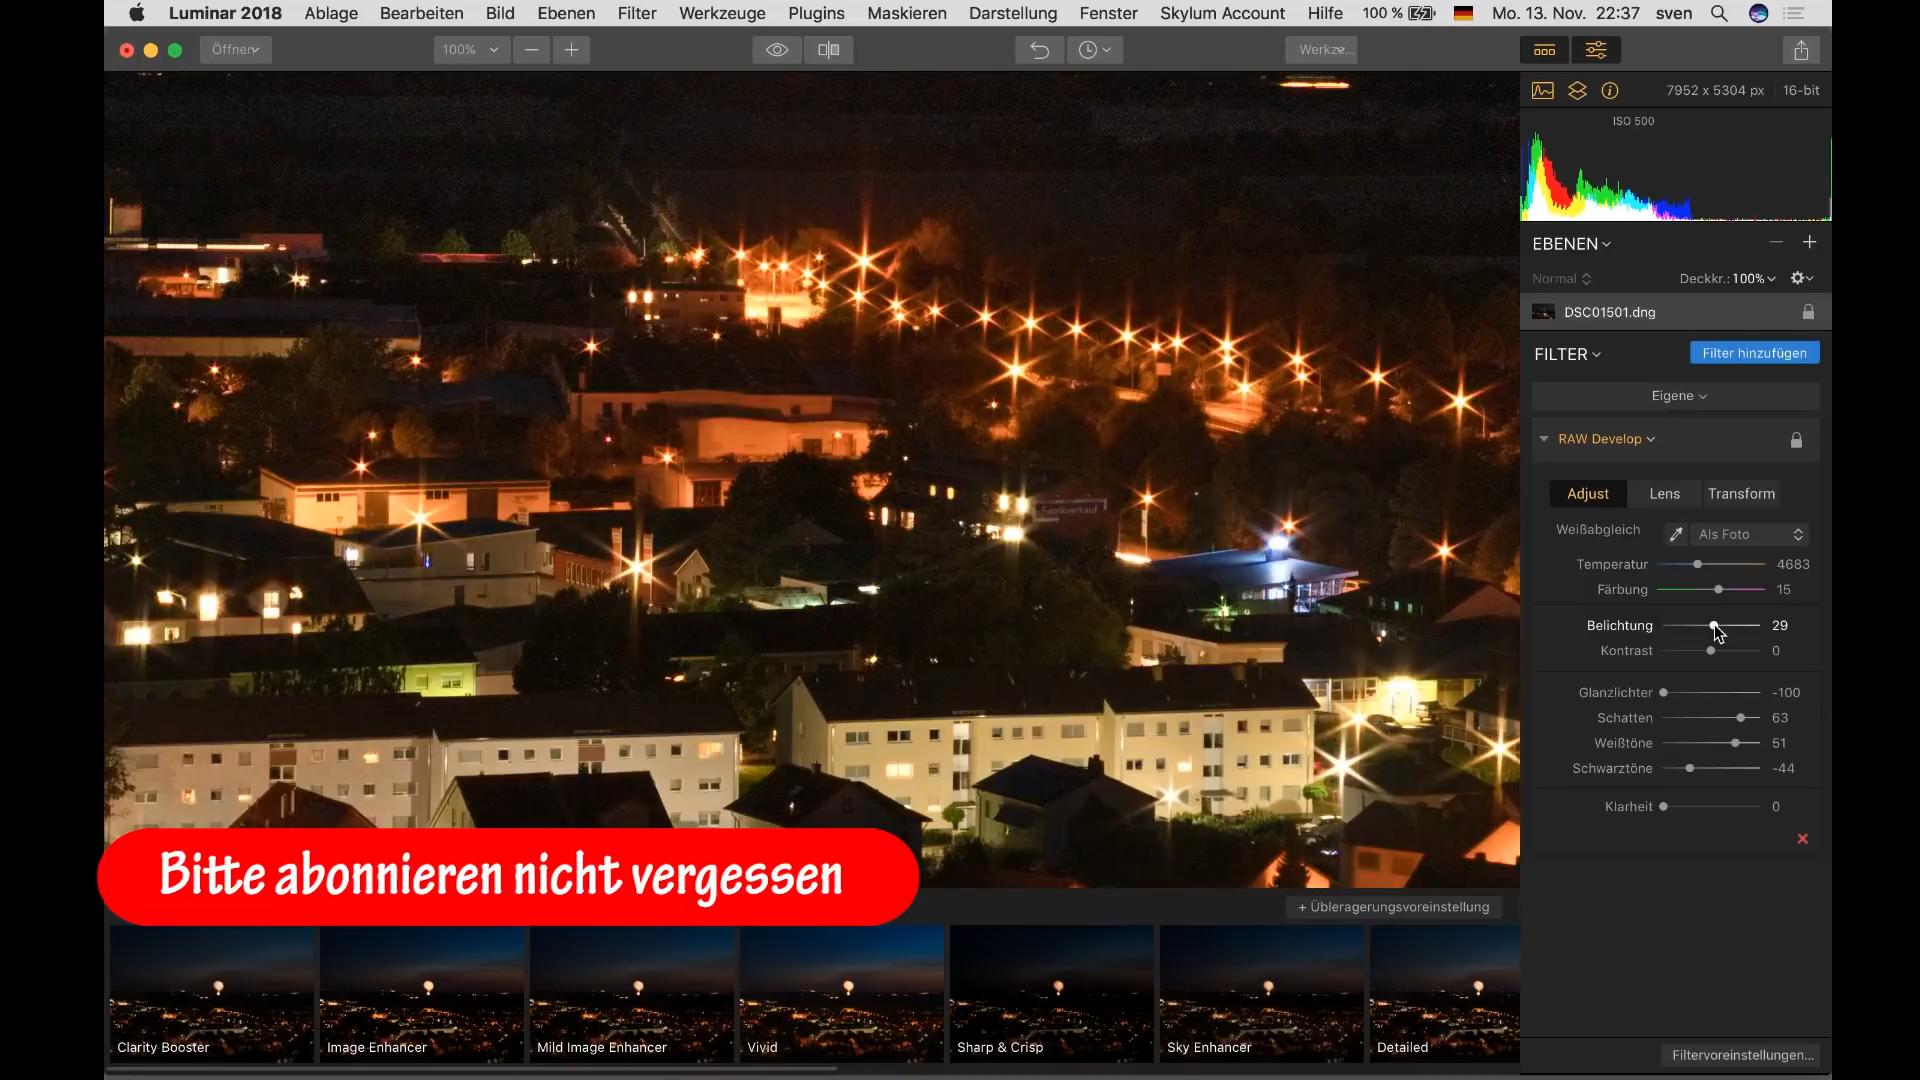 Luminar 2018 Ablage Bearbeiten Bild Ebenen Filter Werkzeuge Plugins Maskieren Darstellung Fenster Skylum Account Hilfe 100 % Mo. 13. Nov. 22:37 sven
Öffnen 100% Werkze...
7952 x 5304 px 16-bit
ISO 500
EBENEN
Normal Deckkr.: 100%
DSC01501.dng
FILTER Filter hinzufügen
Eigene
RAW Develop
Adjust Lens Transform
Weißabgleich Als Foto
Temperatur 4683
Färbung 15
Belichtung 29
Kontrast 0
Glanzlichter -100
Schatten 63
Weißtöne 51
Schwarztöne -44
Klarheit 0
Fabrikverkauf
Bitte abonnieren nicht vergessen
+ Übleragerungsvoreinstellung
Clarity Booster Image Enhancer Mild Image Enhancer Vivid Sharp & Crisp Sky Enhancer Detailed
Filtervoreinstellungen...